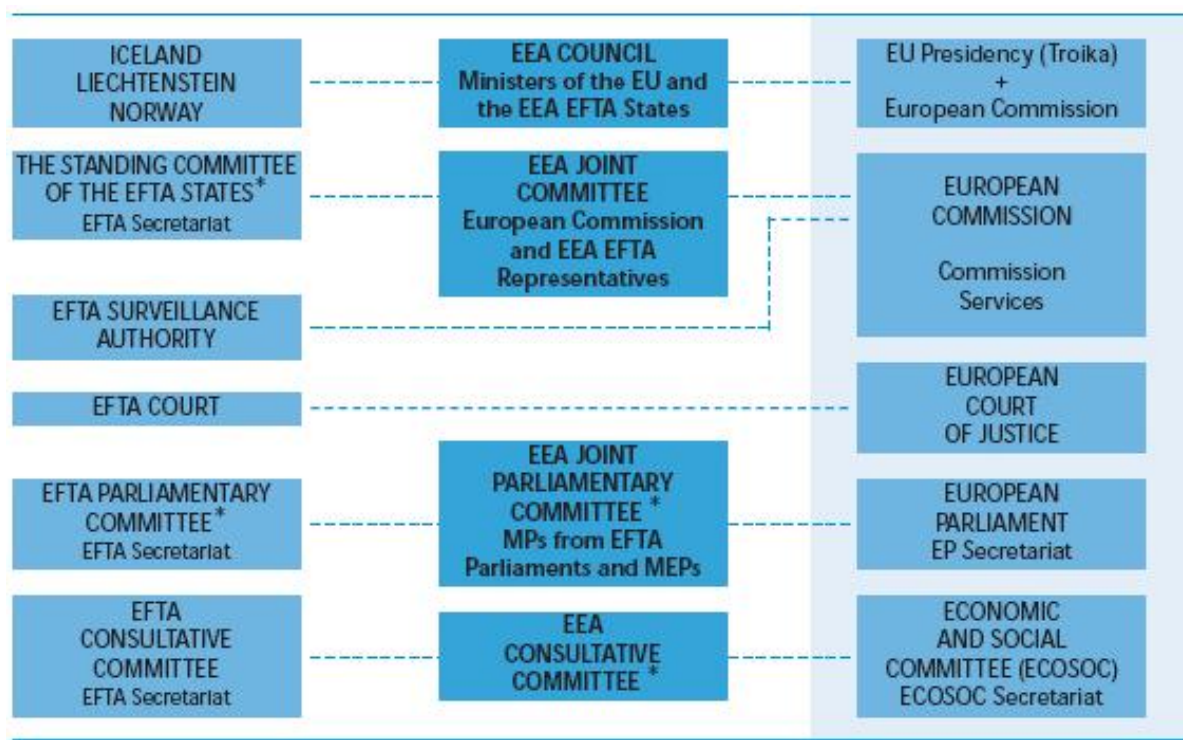 ICELAND
LIECHTENSTEIN
NORWAY
EEA COUNCIL
Ministers of the EU and
the EEA EFTA States
EU Presidency (Troika)
+
European Commission
THE STANDING COMMITTEE
OF THE EFTA STATES*
EFTA Secretariat
EEA JOINT
COMMITTEE
European Commission
and EEA EFTA
Representatives
EUROPEAN
COMMISSION
Commission
Services
EFTA SURVEILLANCE
AUTHORITY
EFTA COURT
EUROPEAN
COURT
OF JUSTICE
EFTA PARLIAMENTARY
COMMITTEE*
EFTA Secretariat
EEA JOINT
PARLIAMENTARY
COMMITTEE *
MPs from EFTA
Parliaments and MEPs
EUROPEAN
PARLIAMENT
EP Secretariat
EFTA
CONSULTATIVE
COMMITTEE
EFTA Secretariat
EEA
CONSULTATIVE
COMMITTEE *
ECONOMIC
AND SOCIAL
COMMITTEE (ECOSOC)
ECOSOC Secretariat